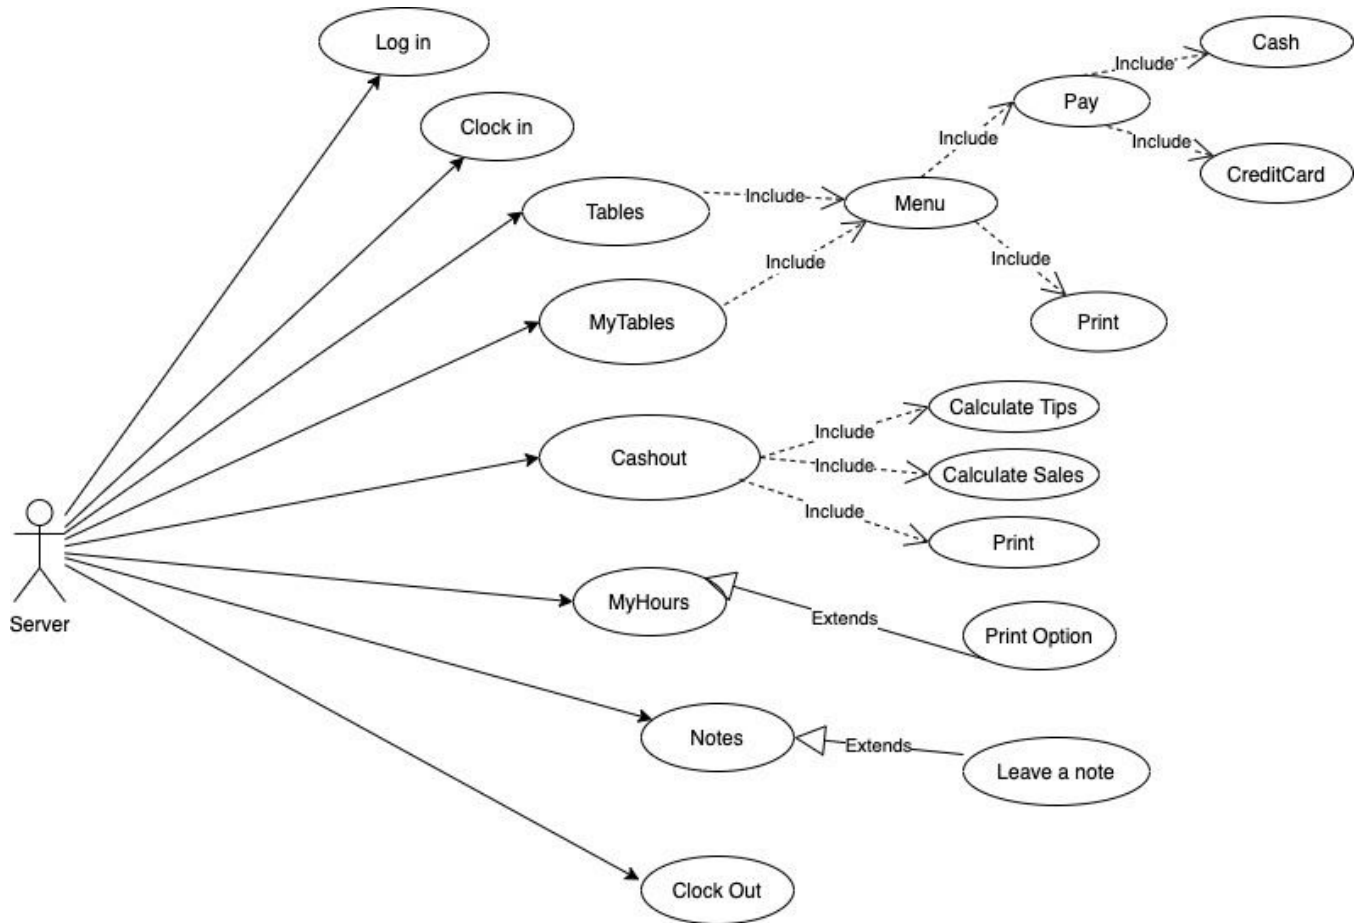 Log in
Cash
Include
Pay
Clock in
Include
Include
CreditCard
Include
Menu
Tables
Include
Include
MyTables
Print
Calculate Tips
Include
Cashout
Include
Calculate Sales
Include
Print
MyHours
Extends
Server
Print Option
Notes
Extends
Leave a note
Clock Out